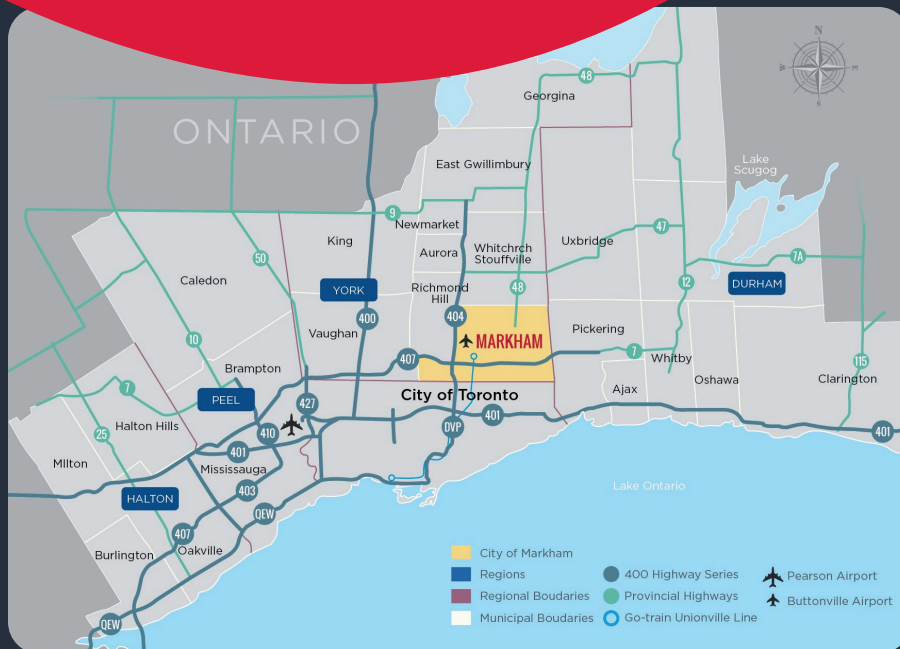 N
W
E
S
48
Georgina
ONTARIO
East Gwillimbury
Lake
Scugog
9
Newmarket
King
47
Whitchrch
Stouffville
Uxbridge
Aurora
50
7A
Caledon
YORK
Richmond
Hill
48
12
DURHAM
400
404
Vaughan
MARKHAM
Pickering
10
407
7
Whitby
115
Brampton
Oshawa
Clarington
7
PEEL
City of Toronto
Ajax
427
401
25
Halton Hills
410
DVP
401
MIlton
401
Mississauga
HALTON
403
Lake Ontario
QEW
407
Burlington
Oakville
QEW
City of Markham
Regions
Regional Boudaries
Municipal Boudaries
400 Highway Series
Provincial Highways
Go-train Unionville Line
Pearson Airport
Buttonville Airport